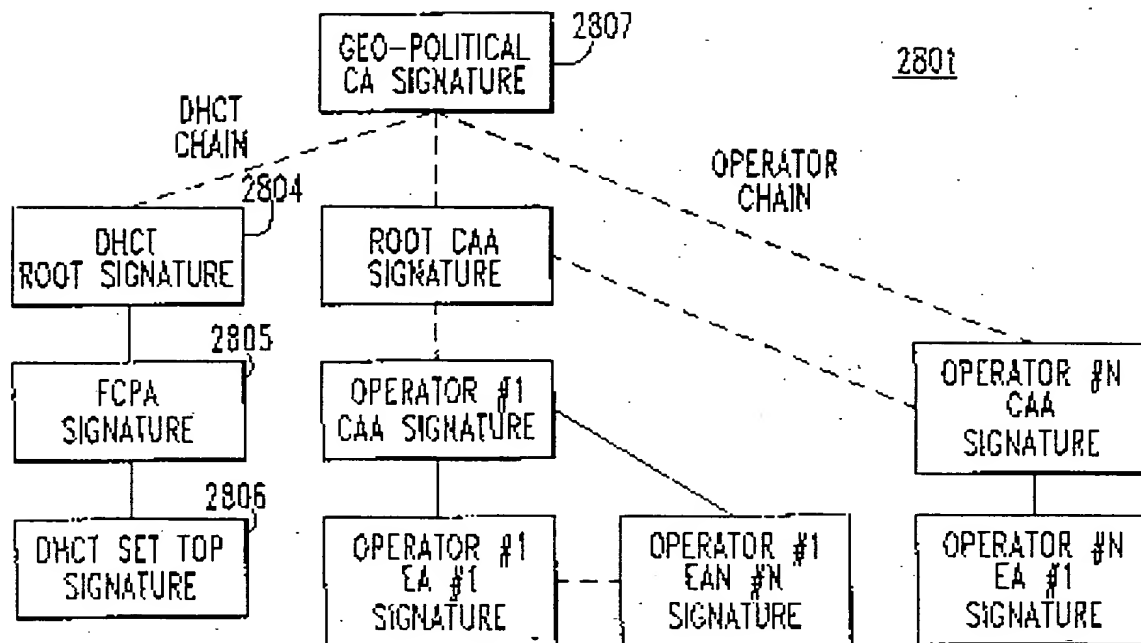 2807
GEO-POLITICAL
CA SIGNATURE
2801
DHCT
CHAIN
OPERATOR
CHAIN
2804
DHCT
ROOT SIGNATURE
ROOT CAA
SIGNATURE
2805
FCPA
SIGNATURE
OPERATOR #1
CAA SIGNATURE
OPERATOR #N
CAA
SIGNATURE
2806
DHCT SET TOP
SIGNATURE
OPERATOR #1
EA #1
SIGNATURE
OPERATOR #1
EAN #N
SIGNATURE
OPERATOR #N
EA #1
SIGNATURE